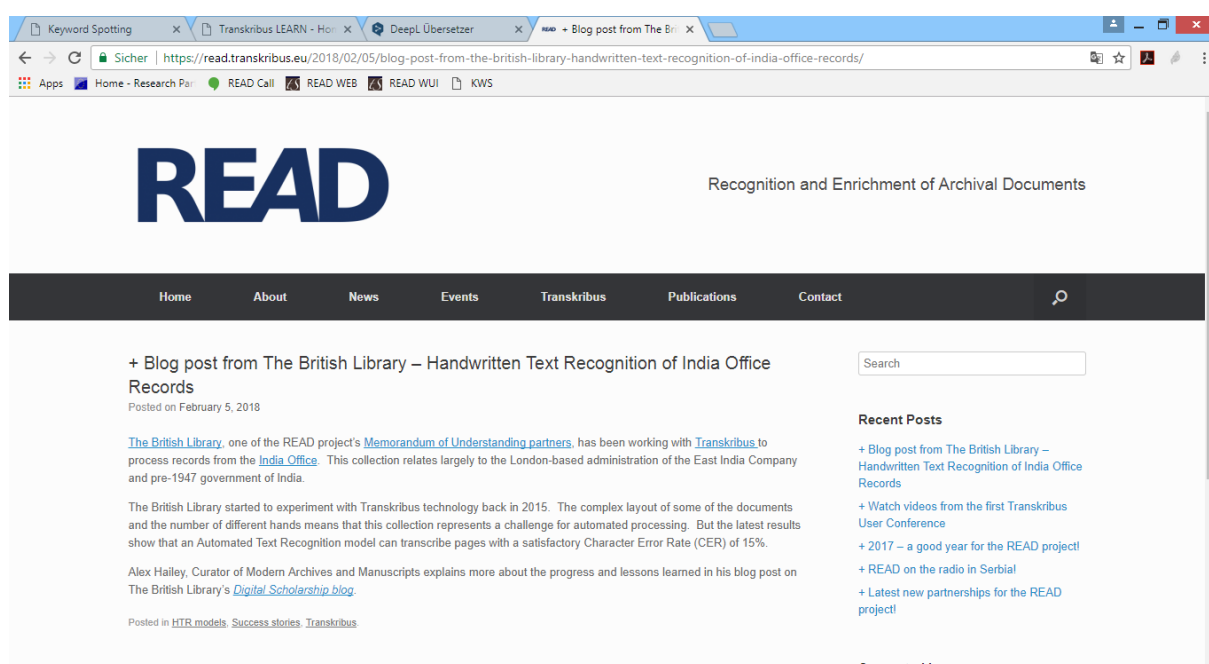 Keyword Spotting
Transkribus LEARN - Hor
DeepL Übersetzer
READ + Blog post from The Bri
Sicher https://read.transkribus.eu/2018/02/05/blog-post-from-the-british-library-handwritten-text-recognition-of-india-office-records/
Apps Home - Research Par READ Call READ WEB READ WUI KWS
READ
Recognition and Enrichment of Archival Documents
Home About News Events Transkribus Publications Contact
+ Blog post from The British Library – Handwritten Text Recognition of India Office
Records
Posted on February 5, 2018
The British Library, one of the READ project's Memorandum of Understanding partners, has been working with Transkribus to
process records from the India Office. This collection relates largely to the London-based administration of the East India Company
and pre-1947 government of India.
The British Library started to experiment with Transkribus technology back in 2015. The complex layout of some of the documents
and the number of different hands means that this collection represents a challenge for automated processing. But the latest results
show that an Automated Text Recognition model can transcribe pages with a satisfactory Character Error Rate (CER) of 15%.
Alex Hailey, Curator of Modern Archives and Manuscripts explains more about the progress and lessons learned in his blog post on
The British Library's Digital Scholarship blog.
Posted in HTR models, Success stories, Transkribus.
Search
Recent Posts
+ Blog post from The British Library –
Handwritten Text Recognition of India Office
Records
+ Watch videos from the first Transkribus
User Conference
+ 2017 – a good year for the READ project!
+ READ on the radio in Serbia!
+ Latest new partnerships for the READ
project!